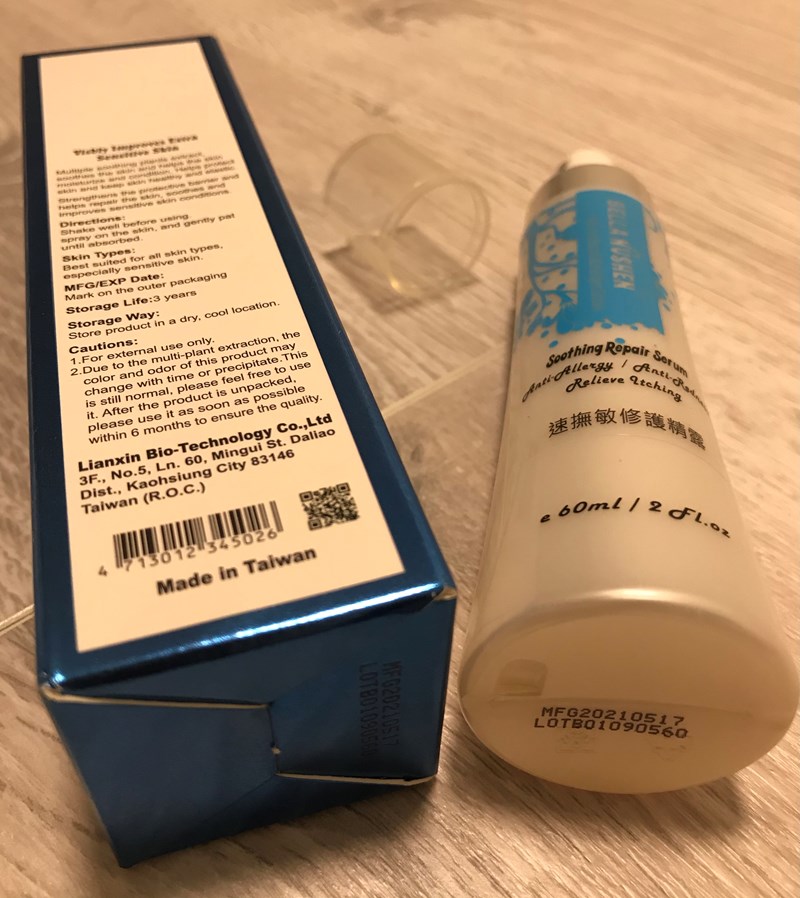 Vicbly Improves Extra
Sensitive Skin
Multiple soothing plants extract,
soothes the skin and helps the skin
moisturize and condition. Helps protect
skin and keep skin healthy and elastic.
Strengthens the protective barrier and
helps repair the skin, soothes and
improves sensitive skin conditions.
Directions:
Shake well before using,
spray on the skin, and gently pat
until absorbed.
Skin Types:
Best suited for all skin types,
especially sensitive skin.
MFG/EXP Date:
Mark on the outer packaging
Storage Life:3 years
Storage Way:
Store product in a dry, cool location.
Cautions:
1.For external use only.
2.Due to the multi-plant extraction, the
color and odor of this product may
change with time or precipitate.This
is still normal, please feel free to use
it. After the product is unpacked,
please use it as soon as possible
within 6 months to ensure the quality.
Lianxin Bio-Technology Co.,Ltd
3F., No.5, Ln. 60, Mingui St. Daliao
Dist., Kaohsiung City 83146
Taiwan (R.O.C.)
4 713012 345026
Made in Taiwan
MFG20210517
LOTB01090560
NUSHEN
Soothing Repair Serum
Anti-Allergy / Anti-Redness
Relieve Itching
速撫敏修護精露
e 60ml / 2 Fl.oz
MFG20210517
LOTB01090560